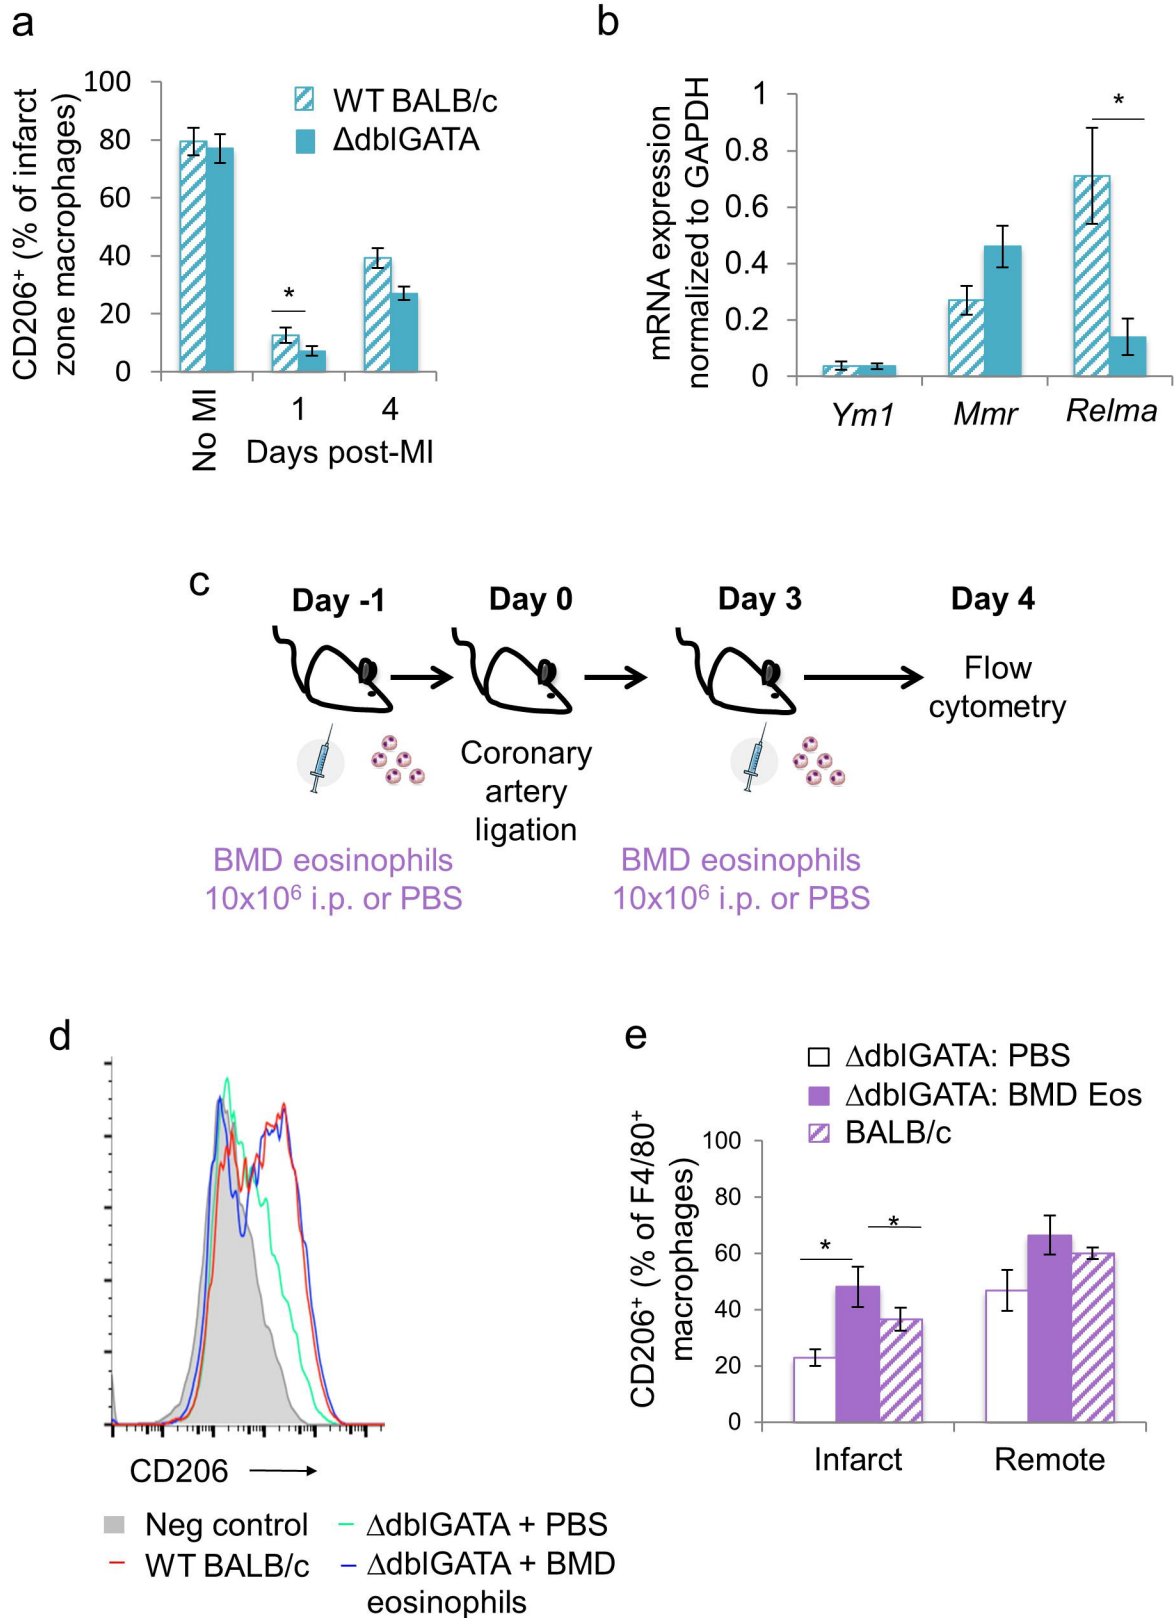 a
CD206⁺ (% of infarct
zone macrophages)
100
80
60
40
20
0
WT BALB/c
ΔdblGATA
*
No MI
1
4
Days post-MI
b
mRNA expression
normalized to GAPDH
1
0.8
0.6
0.4
0.2
0
*
Ym1
Mmr
Relma
c
Day -1
Day 0
Day 3
Day 4
Flow
cytometry
Coronary
artery
ligation
BMD eosinophils
10x10⁶ i.p. or PBS
BMD eosinophils
10x10⁶ i.p. or PBS
d
CD206
Neg control
WT BALB/c
ΔdblGATA + PBS
ΔdblGATA + BMD
eosinophils
e
ΔdblGATA: PBS
ΔdblGATA: BMD Eos
BALB/c
CD206⁺ (% of F4/80⁺
macrophages)
100
80
60
40
20
0
*
*
Infarct
Remote